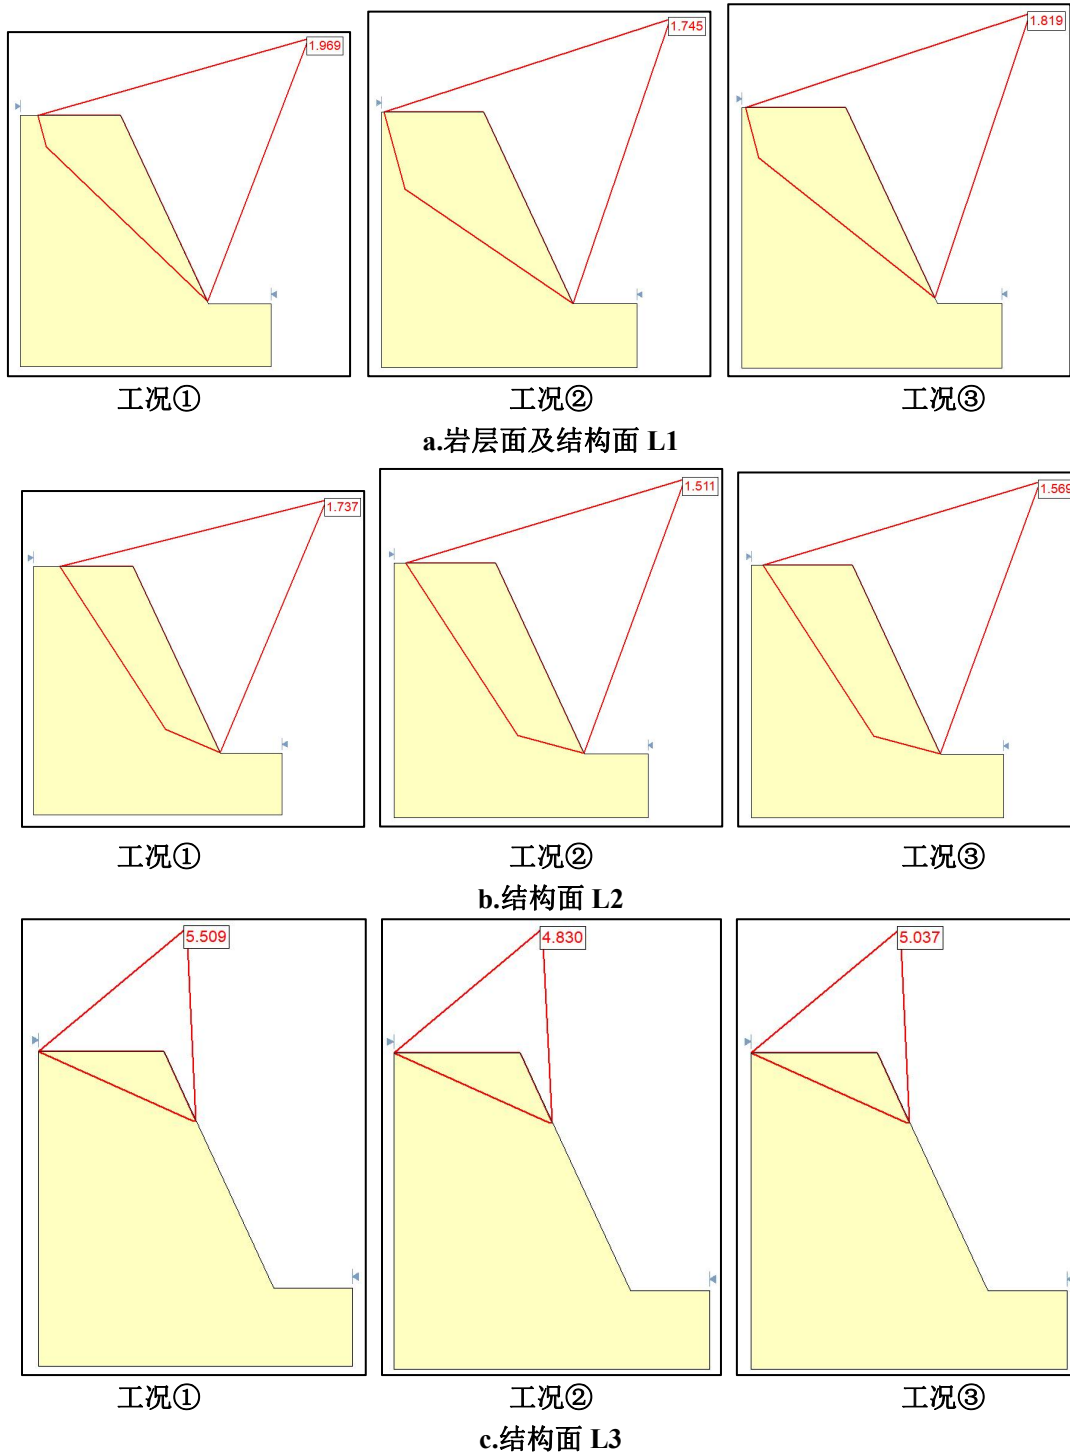 1.969 1.745 1.819
工况① 工况② 工况③
a.岩层面及结构面 L1
1.737 1.511 1.569
工况① 工况② 工况③
b.结构面 L2
5.509 4.830 5.037
工况① 工况② 工况③
c.结构面 L3